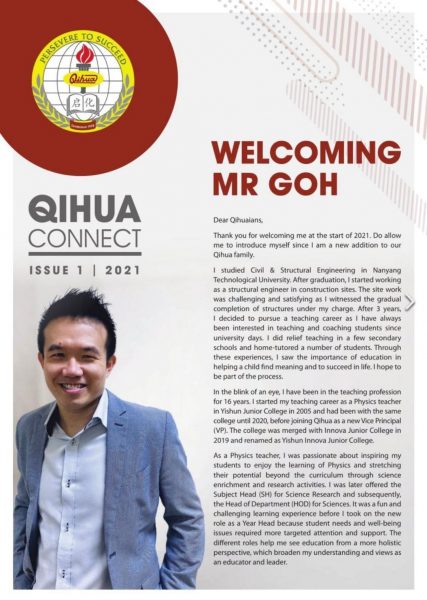 PERSEVERE TO SUCCEED
Qihua
启化
WELCOMING
MR GOH
QIHUA
CONNECT
ISSUE 1 | 2021
Dear Qihuaians,
Thank you for welcoming me at the start of 2021. Do allow
me to introduce myself since I am a new addition to our
Qihua family.
I studied Civil & Structural Engineering in Nanyang
Technological University. After graduation, I started working
as a structural engineer in construction sites. The site work
was challenging and satisfying as I witnessed the gradual
completion of structures under my charge. After 3 years,
I decided to pursue a teaching career as I have always
been interested in teaching and coaching students since
university days. I did relief teaching in a few secondary
schools and home-tutored a number of students. Through
these experiences, I saw the importance of education in
helping a child find meaning and to succeed in life. I hope to
be part of the process.
In the blink of an eye, I have been in the teaching profession
for 16 years. I started my teaching career as a Physics teacher
in Yishun Junior College in 2005 and had been with the same
college until 2020, before joining Qihua as a new Vice Principal
(VP). The college was merged with Innova Junior College in
2019 and renamed as Yishun Innova Junior College.
As a Physics teacher, I was passionate about inspiring my
students to enjoy the learning of Physics and stretching
their potential beyond the curriculum through science
enrichment and research activities. I was later offered the
Subject Head (SH) for Science Research and subsequently,
the Head of Department (HOD) for Sciences. It was a fun and
challenging learning experience before I took on the new
role as a Year Head because student needs and well-being
issues required more targeted attention and support. The
different roles help me see education from a more holistic
perspective, which broaden my understanding and views as
an educator and leader.